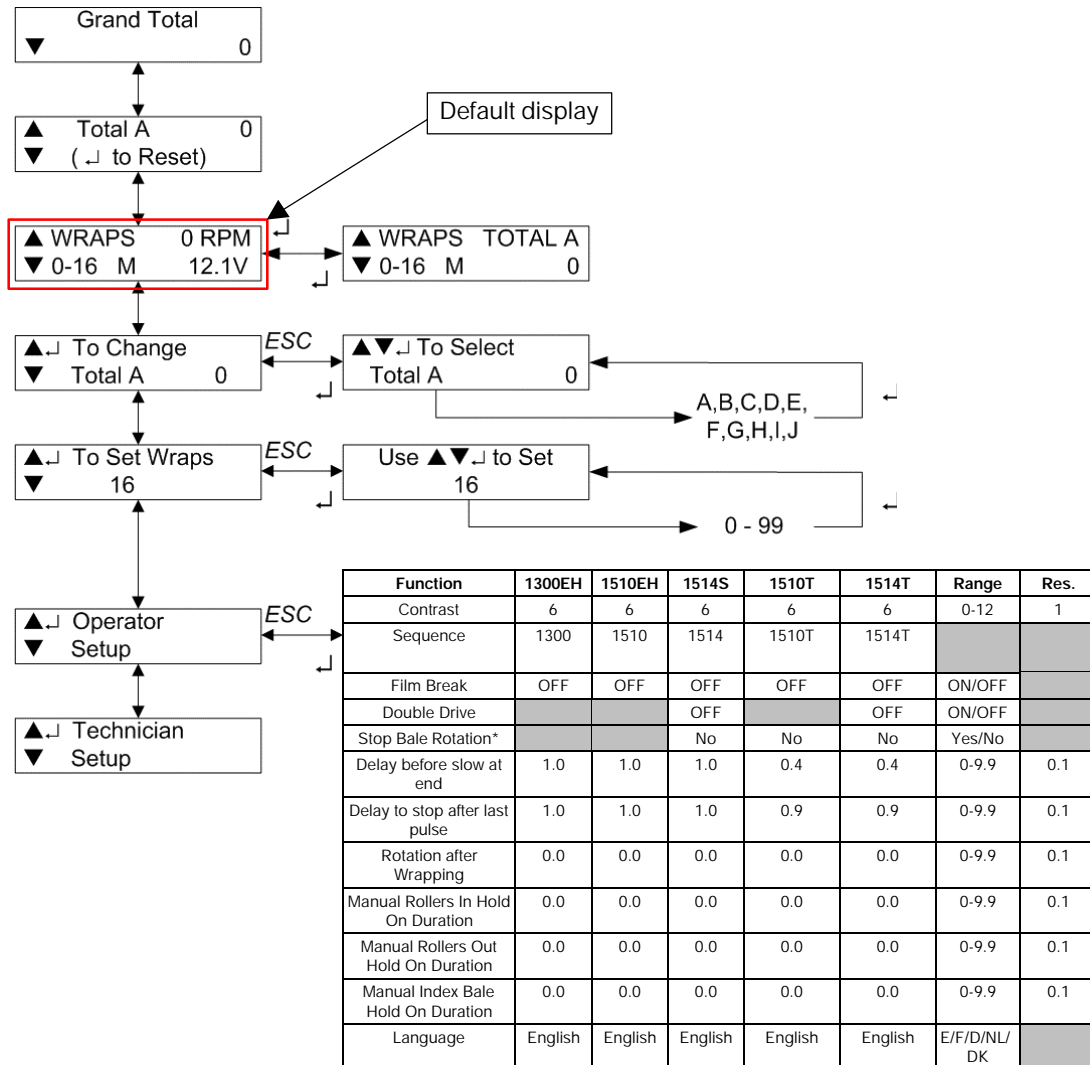 Grand Total
▼ 0
Default display
▲ Total A 0
▼ ( ↵ to Reset)
▲ WRAPS 0 RPM ↵
▼ 0-16 M 12.1V
▲ WRAPS TOTAL A
▼ 0-16 M 0
↵
▲↵ To Change
▼ Total A 0
ESC
↵
▲▼↵ To Select
Total A 0
A,B,C,D,E,
F,G,H,I,J
↵
▲↵ To Set Wraps
▼ 16
ESC
↵
Use ▲▼↵ to Set
16
0 - 99
↵
▲↵ Operator
▼ Setup
ESC
↵
▲↵ Technician
▼ Setup
Function 1300EH 1510EH 1514S 1510T 1514T Range Res.
Contrast 6 6 6 6 6 0-12 1
Sequence 1300 1510 1514 1510T 1514T
Film Break OFF OFF OFF OFF OFF ON/OFF
Double Drive OFF OFF ON/OFF
Stop Bale Rotation* No No No Yes/No
Delay before slow at
end 1.0 1.0 1.0 0.4 0.4 0-9.9 0.1
Delay to stop after last
pulse 1.0 1.0 1.0 0.9 0.9 0-9.9 0.1
Rotation after
Wrapping 0.0 0.0 0.0 0.0 0.0 0-9.9 0.1
Manual Rollers In Hold
On Duration 0.0 0.0 0.0 0.0 0.0 0-9.9 0.1
Manual Rollers Out
Hold On Duration 0.0 0.0 0.0 0.0 0.0 0-9.9 0.1
Manual Index Bale
Hold On Duration 0.0 0.0 0.0 0.0 0.0 0-9.9 0.1
Language English English English English English E/F/D/NL/
DK